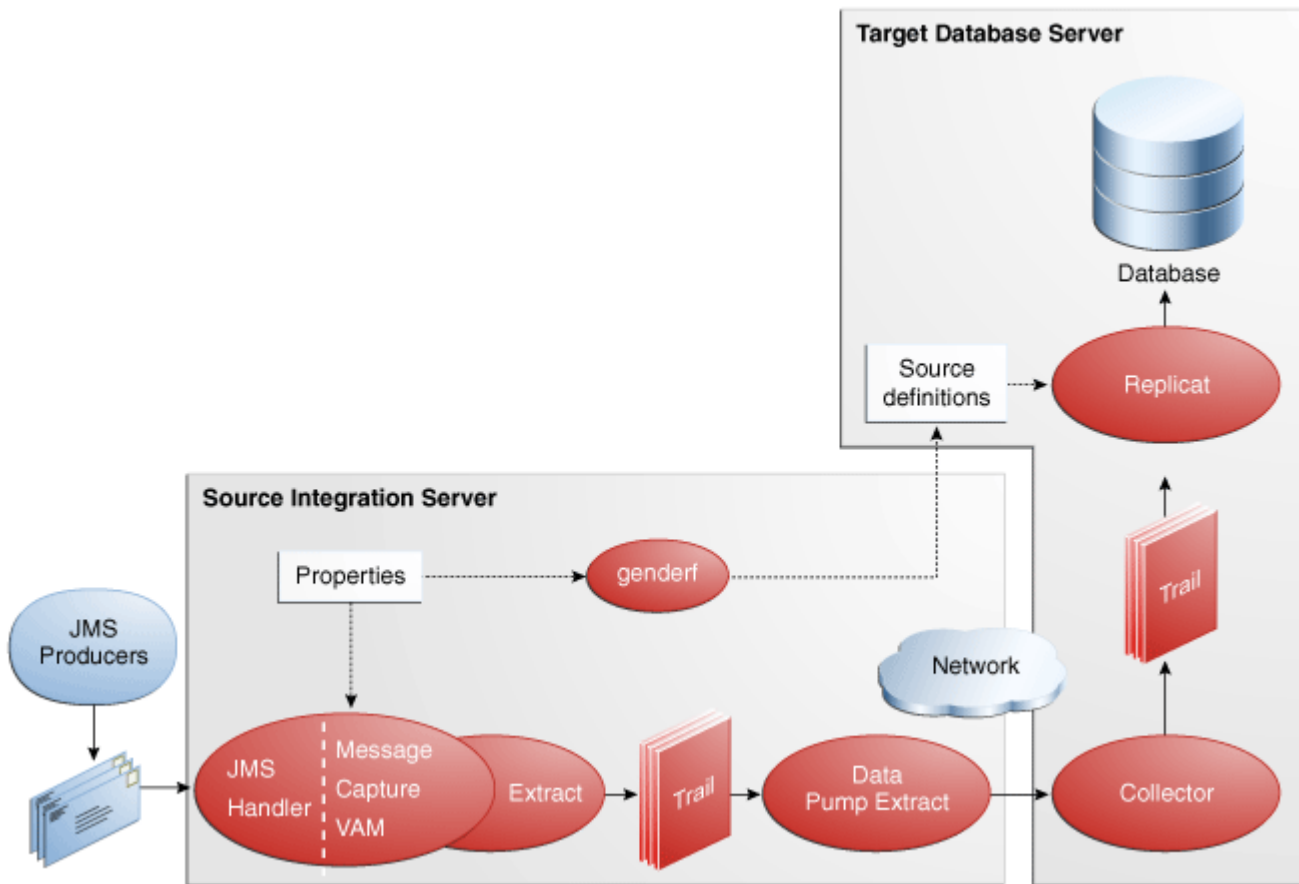 Target Database Server
Database
Source
definitions
Replicat
Source Integration Server
Properties
genderf
Trail
JMS
Producers
Network
JMS
Handler
Message
Capture
VAM
Extract
Trail
Data
Pump Extract
Collector